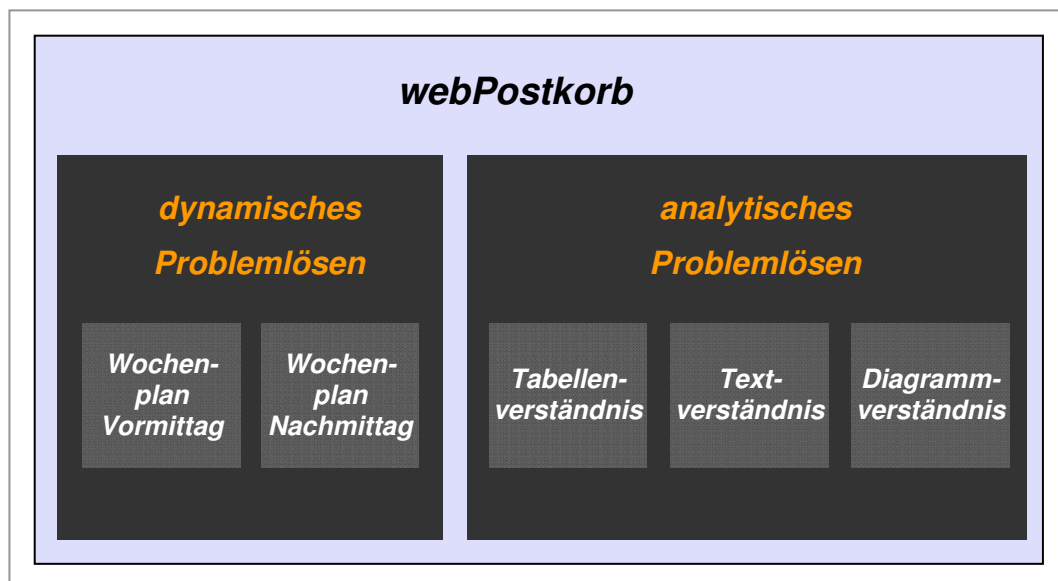 webPostkorb
dynamisches
Problemlösen
Wochen-
plan
Vormittag
Wochen-
plan
Nachmittag
analytisches
Problemlösen
Tabellen-
verständnis
Text-
verständnis
Diagramm-
verständnis